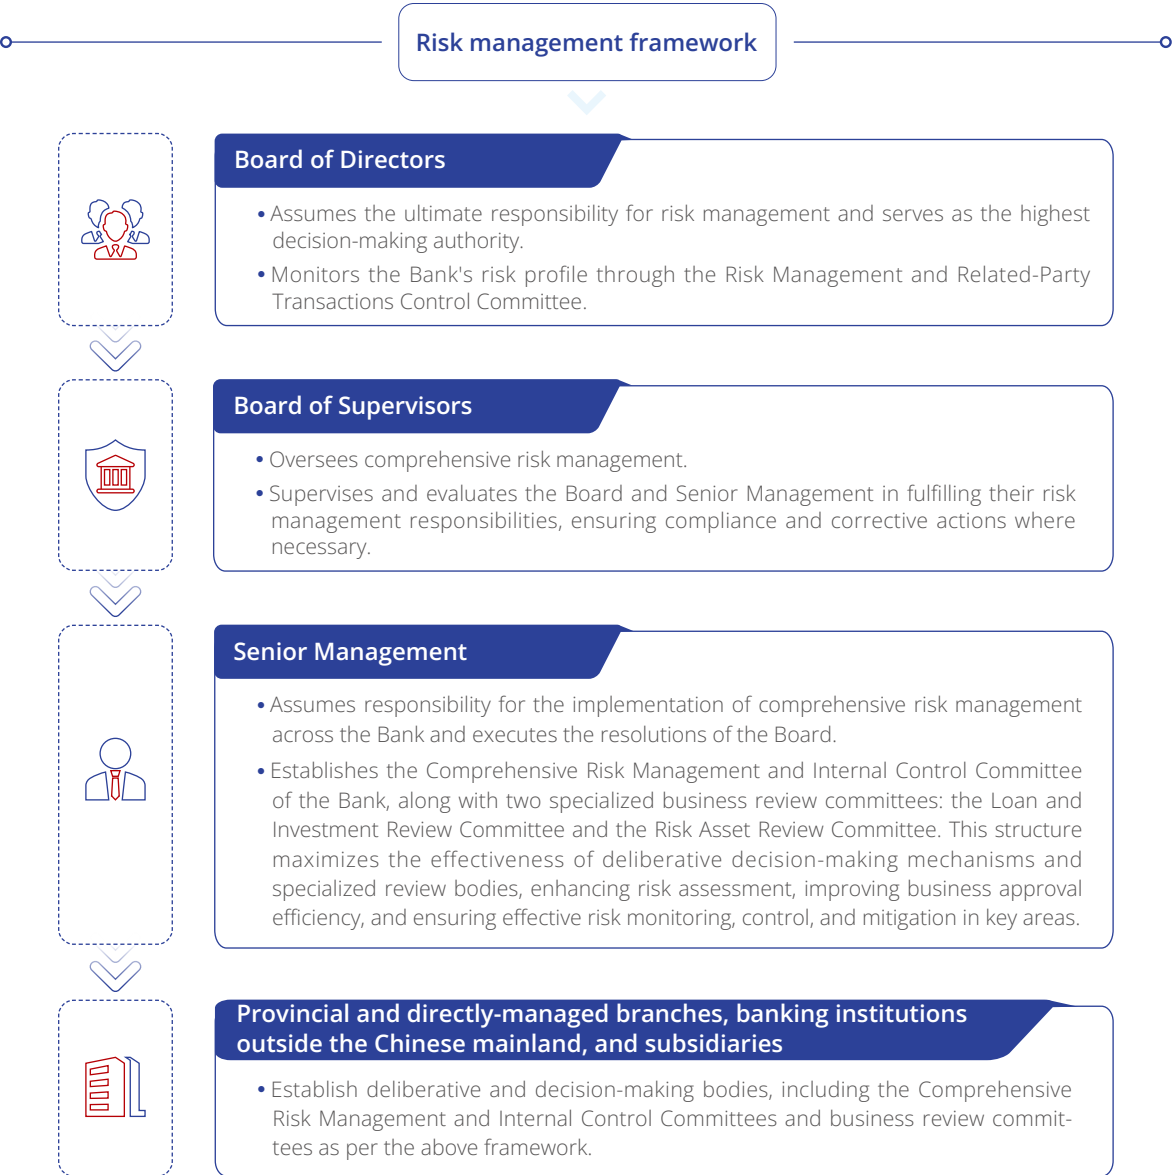 Risk management framework
Board of Directors
• Assumes the ultimate responsibility for risk management and serves as the highest
decision-making authority.
• Monitors the Bank's risk profile through the Risk Management and Related-Party
Transactions Control Committee.
Board of Supervisors
• Oversees comprehensive risk management.
• Supervises and evaluates the Board and Senior Management in fulfilling their risk
management responsibilities, ensuring compliance and corrective actions where
necessary.
Senior Management
• Assumes responsibility for the implementation of comprehensive risk management
across the Bank and executes the resolutions of the Board.
• Establishes the Comprehensive Risk Management and Internal Control Committee
of the Bank, along with two specialized business review committees: the Loan and
Investment Review Committee and the Risk Asset Review Committee. This structure
maximizes the effectiveness of deliberative decision-making mechanisms and
specialized review bodies, enhancing risk assessment, improving business approval
efficiency, and ensuring effective risk monitoring, control, and mitigation in key areas.
Provincial and directly-managed branches, banking institutions
outside the Chinese mainland, and subsidiaries
• Establish deliberative and decision-making bodies, including the Comprehensive
Risk Management and Internal Control Committees and business review commit-
tees as per the above framework.